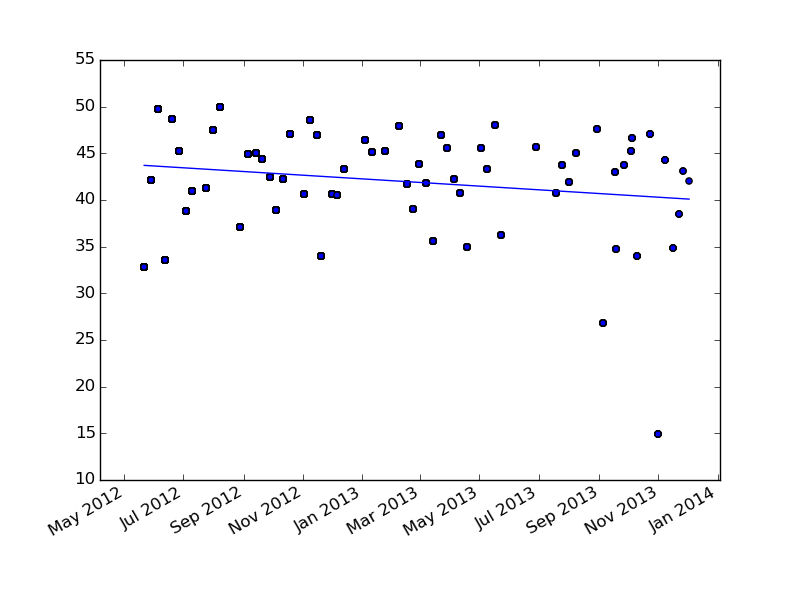 55
50
45
40
35
30
25
20
15
10
May 2012
Jul 2012
Sep 2012
Nov 2012
Jan 2013
Mar 2013
May 2013
Jul 2013
Sep 2013
Nov 2013
Jan 2014